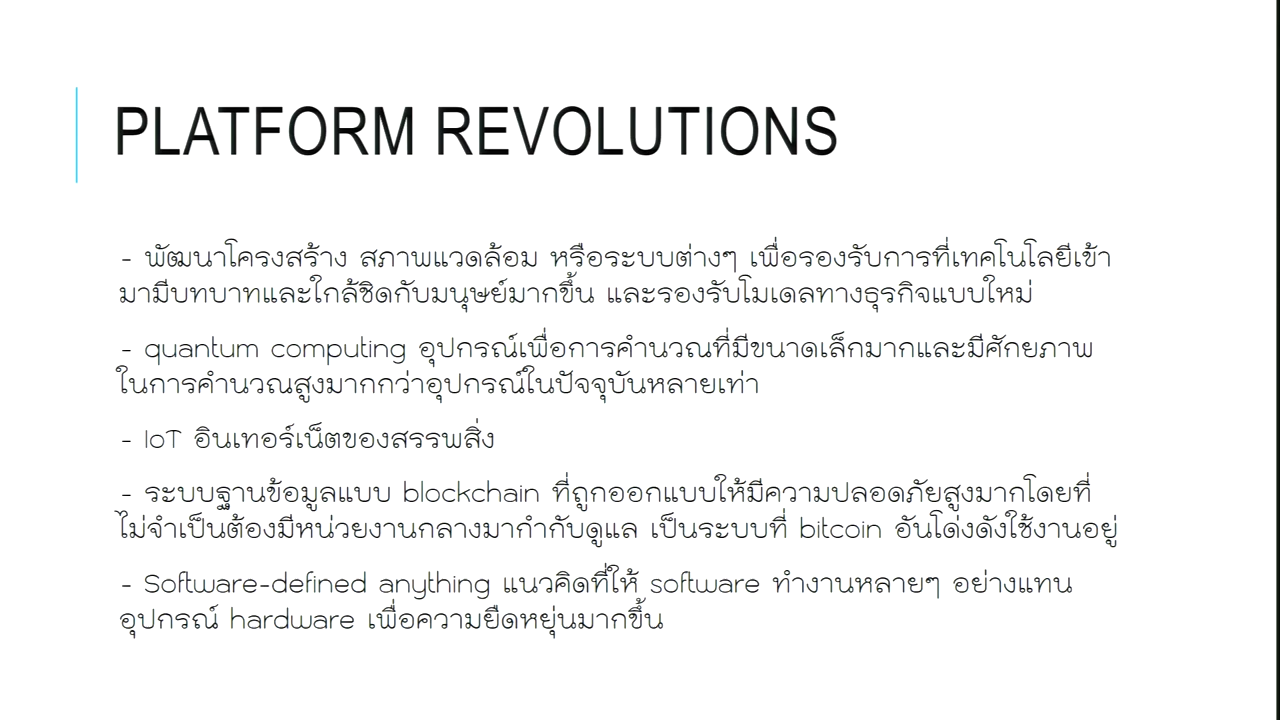 PLATFORM REVOLUTIONS
- พัฒนาโครงสร้าง สภาพแวดล้อม หรือระบบต่างๆ เพื่อรองรับการที่เทคโนโลยีเข้า
มามีบทบาทและใกล้ชิดกับมนุษย์มากขึ้น และรองรับโมเดลทางธุรกิจแบบใหม่
- quantum computing อุปกรณ์เพื่อการคำนวณที่มีขนาดเล็กมากและมีศักยภาพ
ในการคำนวณสูงมากกว่าอุปกรณ์ในปัจจุบันหลายเท่า
- IoT อินเทอร์เน็ตของสรรพสิ่ง
- ระบบฐานข้อมูลแบบ blockchain ที่ถูกออกแบบให้มีความปลอดภัยสูงมากโดยที่
ไม่จำเป็นต้องมีหน่วยงานกลางมากำกับดูแล เป็นระบบที่ bitcoin อันโด่งดังใช้งานอยู่
- Software-defined anything แนวคิดที่ให้ software ทำงานหลายๆ อย่างแทน
อุปกรณ์ hardware เพื่อความยืดหยุ่นมากขึ้น